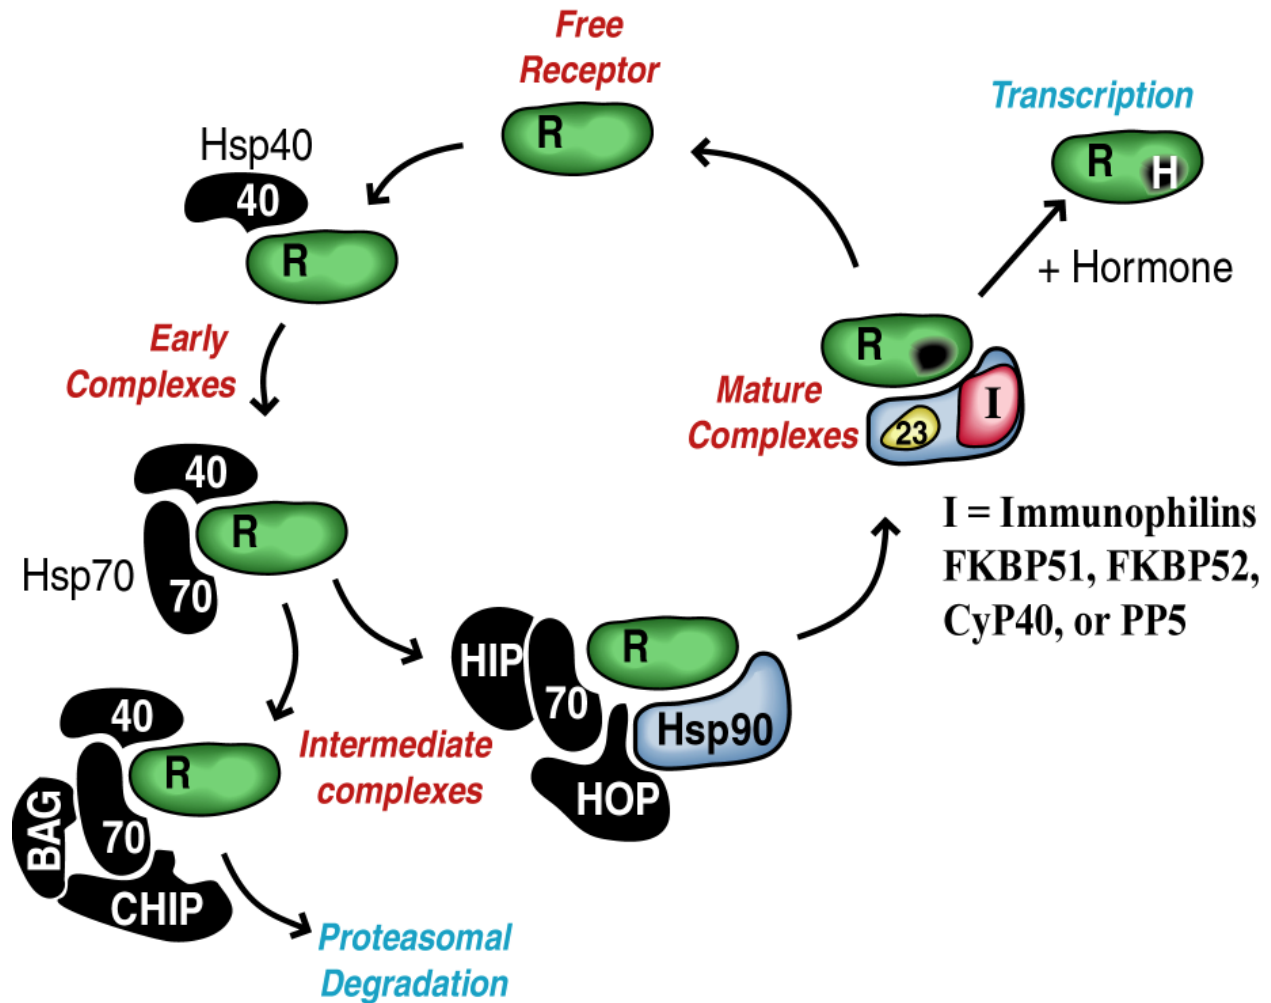 Free
Receptor
R
Transcription
R
H
+ Hormone
Hsp40
40
R
Early
Complexes
R
Mature
Complexes
23
I
I = Immunophilins
FKBP51, FKBP52,
CyP40, or PP5
40
R
Hsp70
70
HIP
70
R
Hsp90
HOP
Intermediate
complexes
40
R
BAG
70
CHIP
Proteasomal
Degradation